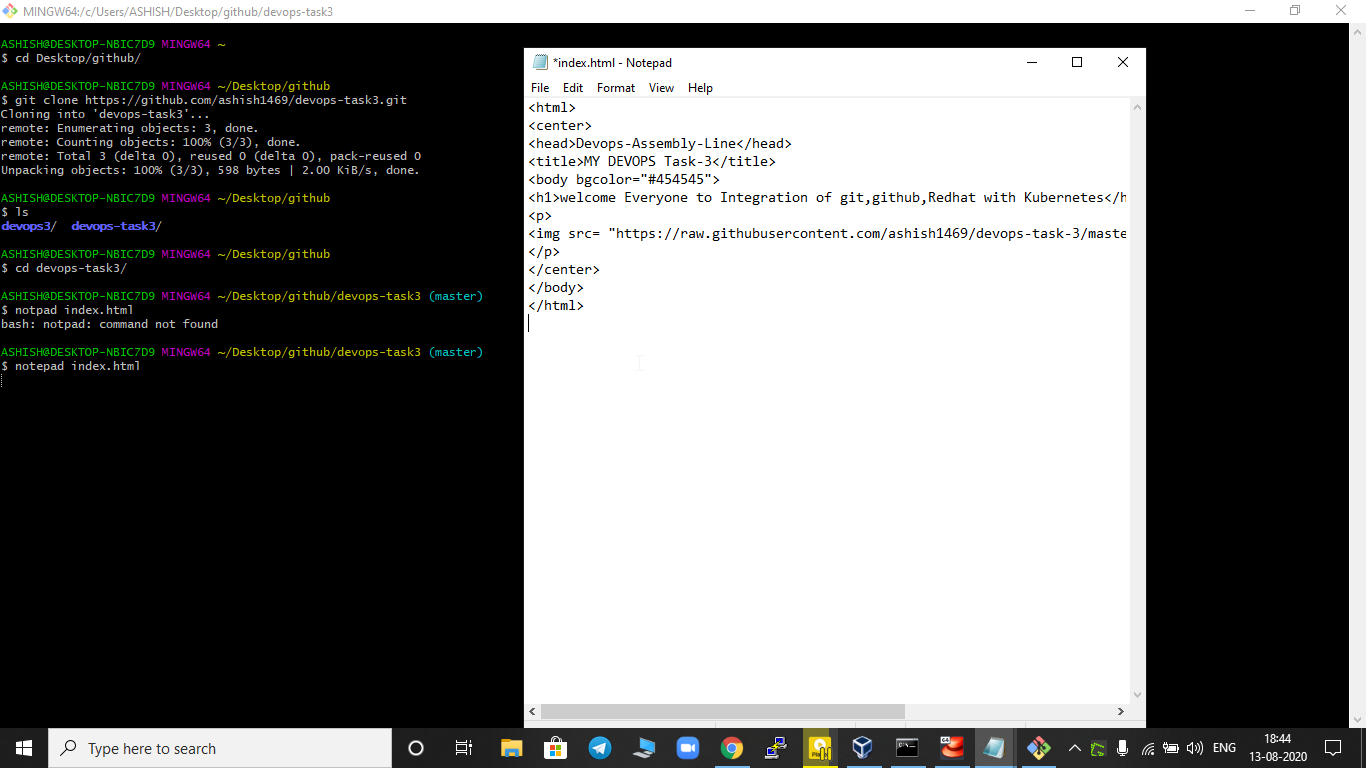 MINGW64:/c/Users/ASHISH/Desktop/github/devops-task3
ASHISH@DESKTOP-NBIC7D9 MINGW64 ~
$ cd Desktop/github/
ASHISH@DESKTOP-NBIC7D9 MINGW64 ~/Desktop/github
$ git clone https://github.com/ashish1469/devops-task3.git
Cloning into 'devops-task3'...
remote: Enumerating objects: 3, done.
remote: Counting objects: 100% (3/3), done.
remote: Total 3 (delta 0), reused 0 (delta 0), pack-reused 0
Unpacking objects: 100% (3/3), 598 bytes | 2.00 KiB/s, done.
ASHISH@DESKTOP-NBIC7D9 MINGW64 ~/Desktop/github
$ ls
devops3/ devops-task3/
ASHISH@DESKTOP-NBIC7D9 MINGW64 ~/Desktop/github
$ cd devops-task3/
ASHISH@DESKTOP-NBIC7D9 MINGW64 ~/Desktop/github/devops-task3 (master)
$ notpad index.html
bash: notpad: command not found
ASHISH@DESKTOP-NBIC7D9 MINGW64 ~/Desktop/github/devops-task3 (master)
$ notepad index.html
*index.html - Notepad
File Edit Format View Help
<html>
<center>
<head>Devops-Assembly-Line</head>
<title>MY DEVOPS Task-3</title>
<body bgcolor="#454545">
<h1>welcome Everyone to Integration of git,github,Redhat with Kubernetes</h
<p>
<img src= "https://raw.githubusercontent.com/ashish1469/devops-task-3/maste
</p>
</center>
</body>
</html>
Type here to search
ENG
18:44
13-08-2020